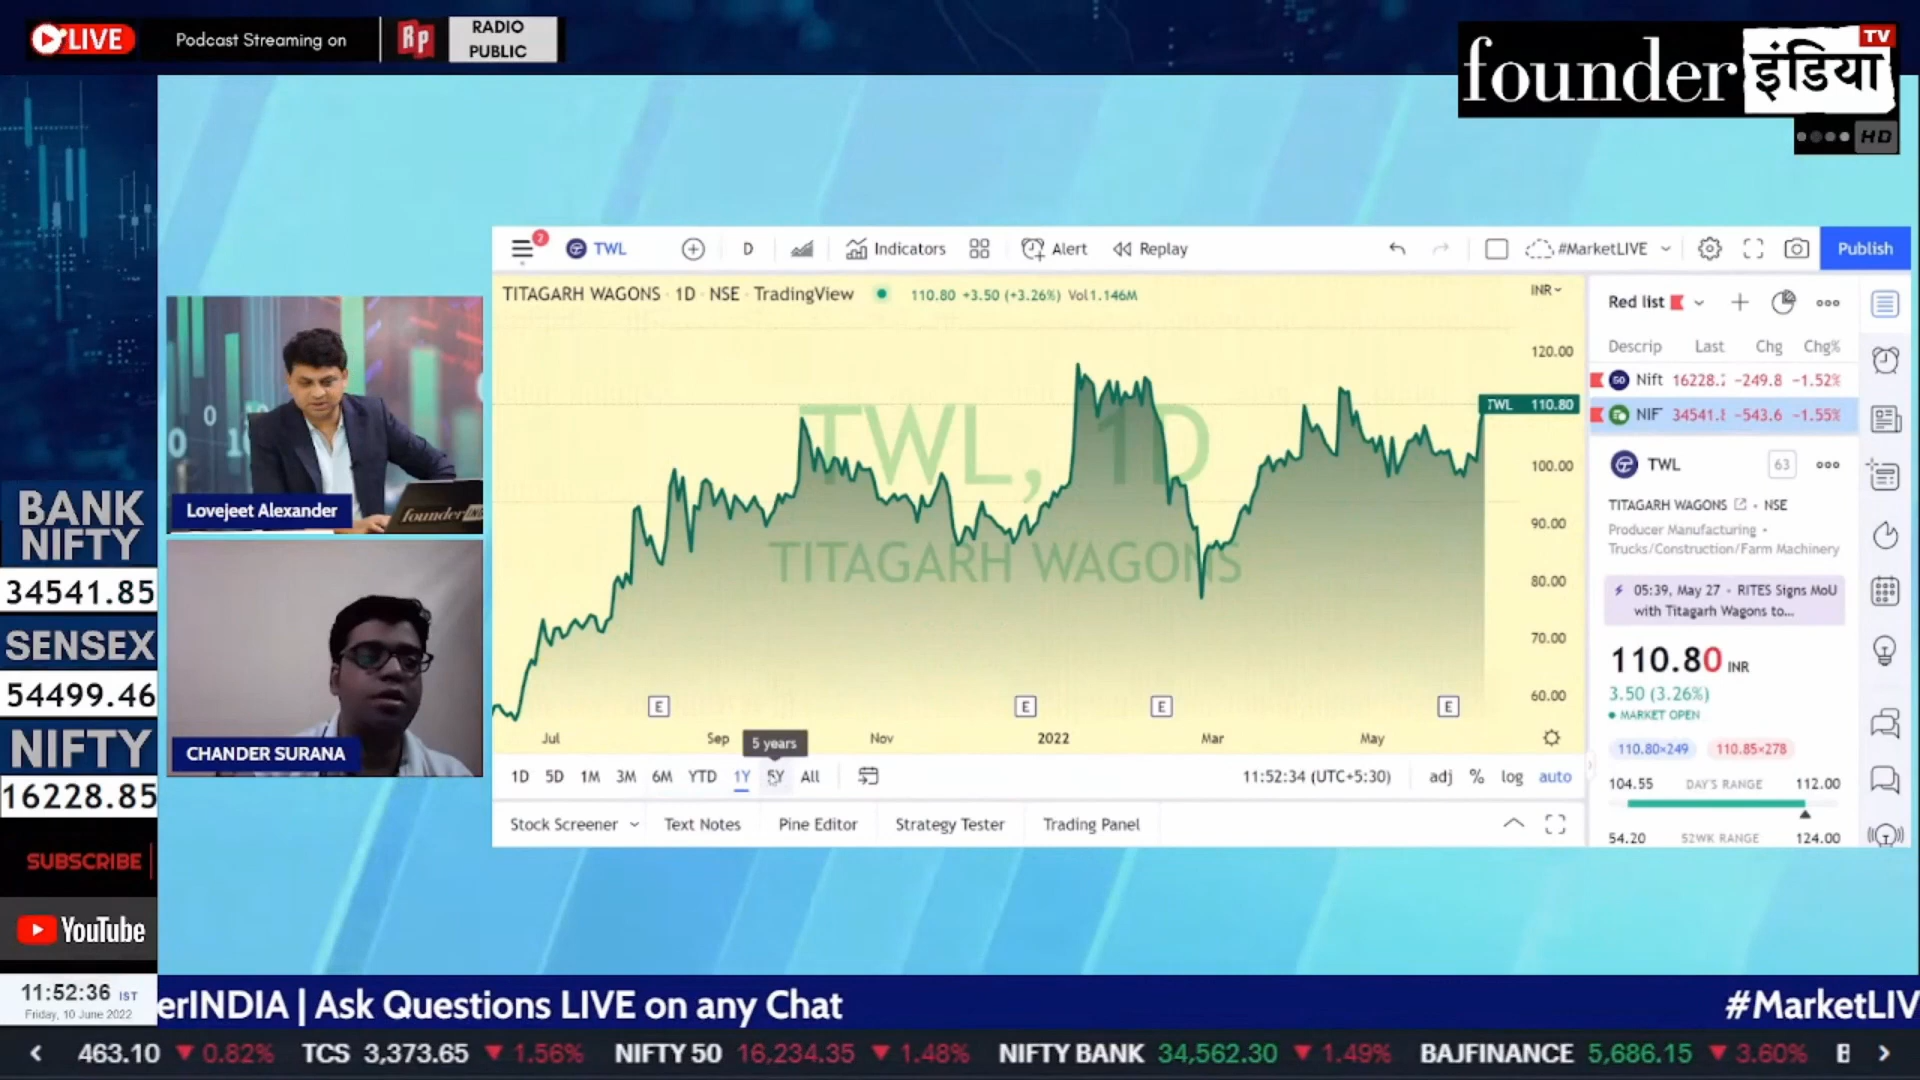 LIVE
Podcast Streaming on
Rp
RADIO
PUBLIC
founder इंडिया
TV
HD
2
TWL
D
Indicators
Alert
Replay
#MarketLIVE
Publish
TITAGARH WAGONS · 1D · NSE · TradingView
110.80 +3.50 (+3.26%) Vol1.146M
INR
TWL, 1D
TITAGARH WAGONS
120.00
TWL 110.80
100.00
90.00
80.00
70.00
60.00
E
E
E
E
Jul
Sep
Nov
2022
Mar
May
5 years
1D 5D 1M 3M 6M YTD 1Y 5Y All
11:52:34 (UTC+5:30)
adj % log auto
Stock Screener
Text Notes
Pine Editor
Strategy Tester
Trading Panel
Red list
Descrip Last Chg Chg%
50 Nift 16228. -249.8 -1.52%
NIF 34541. -543.6 -1.55%
TWL
63
TITAGARH WAGONS · NSE
Producer Manufacturing ·
Trucks/Construction/Farm Machinery
05:39, May 27 - RITES Signs MoU
with Titagarh Wagons to...
110.80 INR
3.50 (3.26%)
MARKET OPEN
110.80×249 110.85×278
104.55 DAY'S RANGE 112.00
54.20 52WK RANGE 124.00
Lovejeet Alexander
CHANDER SURANA
BANK
NIFTY
34541.85
SENSEX
54499.46
NIFTY
16228.85
SUBSCRIBE
YouTube
11:52:36 IST
Friday, 10 June 2022
erINDIA | Ask Questions LIVE on any Chat
#MarketLIV
463.10 ▼ 0.82% TCS 3,373.65 ▼ 1.56% NIFTY 50 16,234.35 ▼ 1.48% NIFTY BANK 34,562.30 ▼ 1.49% BAJFINANCE 5,686.15 ▼ 3.60%